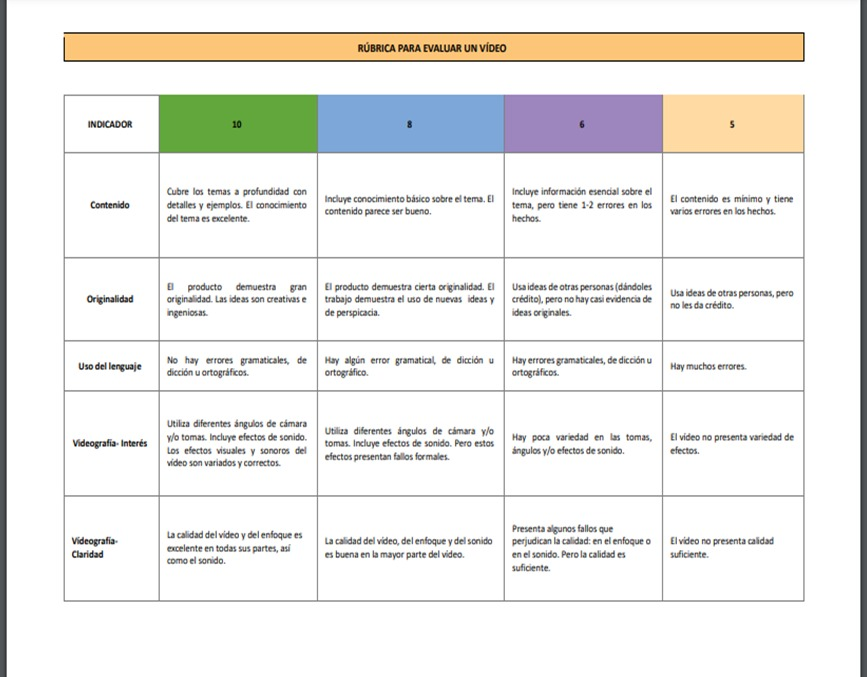 RÚBRICA PARA EVALUAR UN VÍDEO
INDICADOR
10
8
6
5
Contenido
Cubre los temas a profundidad con
detalles y ejemplos. El conocimiento
del tema es excelente.
Incluye conocimiento básico sobre el tema. El
contenido parece ser bueno.
Incluye información esencial sobre el
tema, pero tiene 1-2 errores en los
hechos.
El contenido es mínimo y tiene
varios errores en los hechos.
Originalidad
El producto demuestra gran
originalidad. Las ideas son creativas e
ingeniosas.
El producto demuestra cierta originalidad. El
trabajo demuestra el uso de nuevas ideas y
de perspicacia.
Usa ideas de otras personas (dándoles
crédito), pero no hay casi evidencia de
ideas originales.
Usa ideas de otras personas, pero
no les da crédito.
Uso del lenguaje
No hay errores gramaticales, de
dicción u ortográficos.
Hay algún error gramatical, de dicción u
ortográfico.
Hay errores gramaticales, de dicción u
ortográficos.
Hay muchos errores.
Videografía- Interés
Utiliza diferentes ángulos de cámara
y/o tomas. Incluye efectos de sonido.
Los efectos visuales y sonoros del
vídeo son variados y correctos.
Utiliza diferentes ángulos de cámara y/o
tomas. Incluye efectos de sonido. Pero estos
efectos presentan fallos formales.
Hay poca variedad en las tomas,
ángulos y/o efectos de sonido.
El vídeo no presenta variedad de
efectos.
Videografía-
Claridad
La calidad del vídeo y del enfoque es
excelente en todas sus partes, así
como el sonido.
La calidad del vídeo, del enfoque y del sonido
es buena en la mayor parte del vídeo.
Presenta algunos fallos que
perjudican la calidad: en el enfoque o
en el sonido. Pero la calidad es
suficiente.
El vídeo no presenta calidad
suficiente.